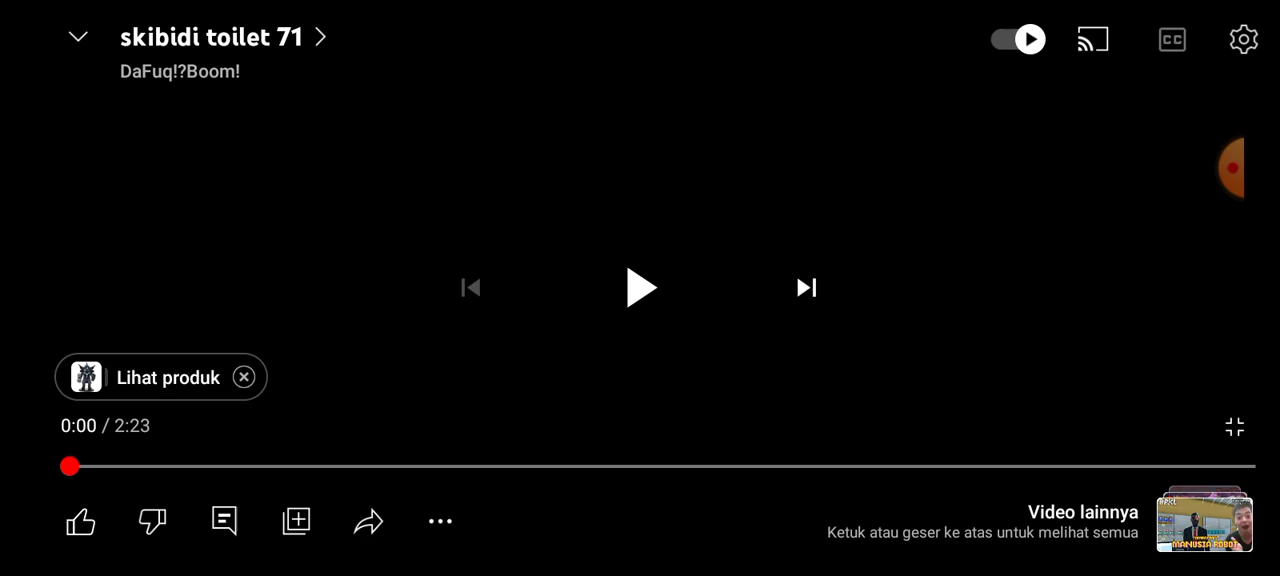 skibidi toilet 71
DaFuq!?Boom!
CC
Lihat produk
0:00 / 2:23
Video lainnya
Ketuk atau geser ke atas untuk melihat semua
MANUSIA ROBOT